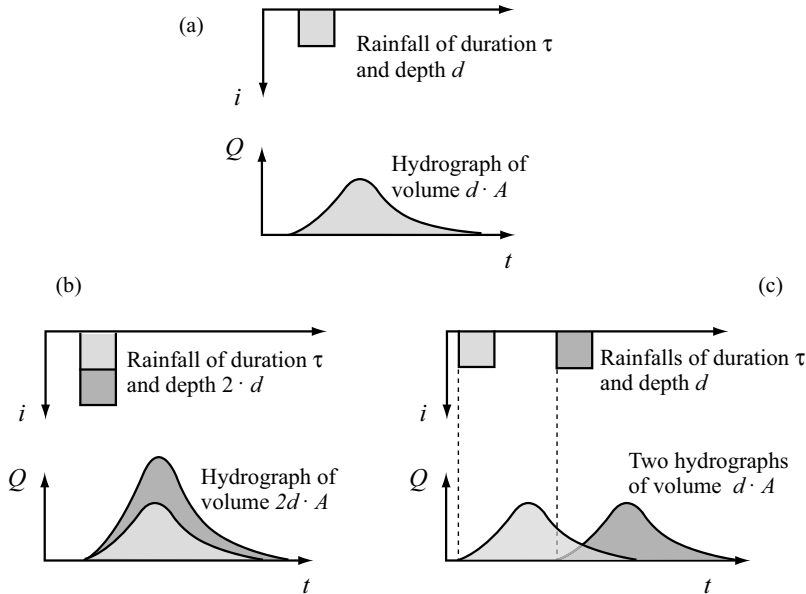 (a)
Rainfall of duration τ
and depth d
i
Q
Hydrograph of
volume d · A
t
(b)
Rainfall of duration τ
and depth 2 · d
i
Q
Hydrograph of
volume 2d · A
t
(c)
Rainfalls of duration τ
and depth d
i
Q
Two hydrographs
of volume d · A
t